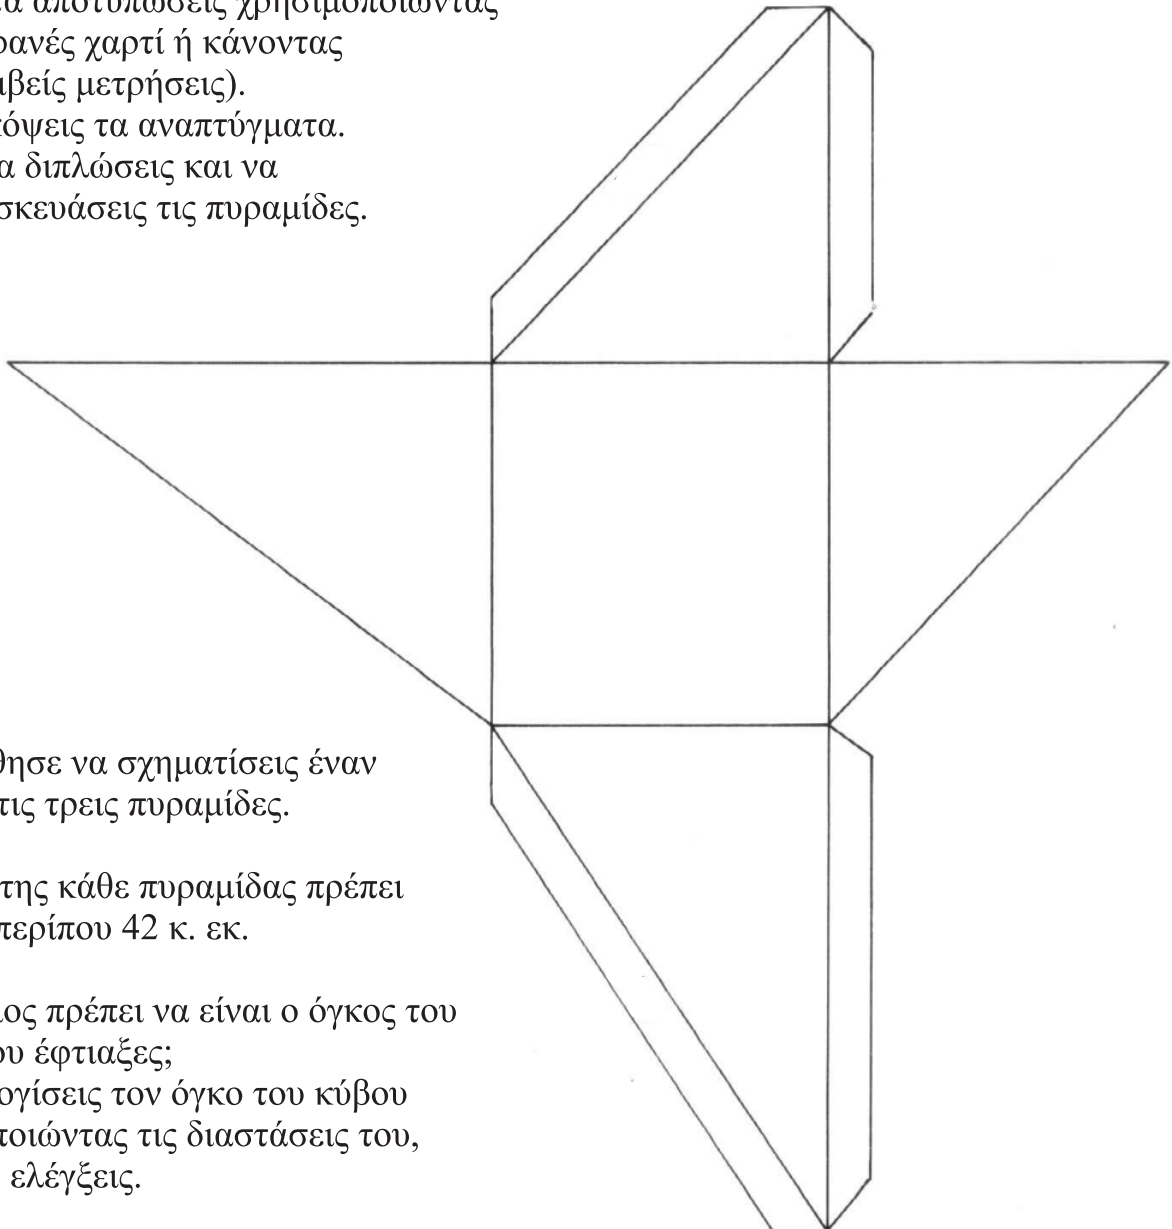 τα αποτυπώσεις χρησιμοποιώντας
ρανές χαρτί ή κάνοντας
ιβείς μετρήσεις).
όψεις τα αναπτύγματα.
α διπλώσεις και να
σκευάσεις τις πυραμίδες.
θησε να σχηματίσεις έναν
τις τρεις πυραμίδες.
της κάθε πυραμίδας πρέπει
περίπου 42 κ. εκ.
ιος πρέπει να είναι ο όγκος του
ου έφτιαξες;
ογίσεις τον όγκο του κύβου
ποιώντας τις διαστάσεις του,
ελέγξεις.